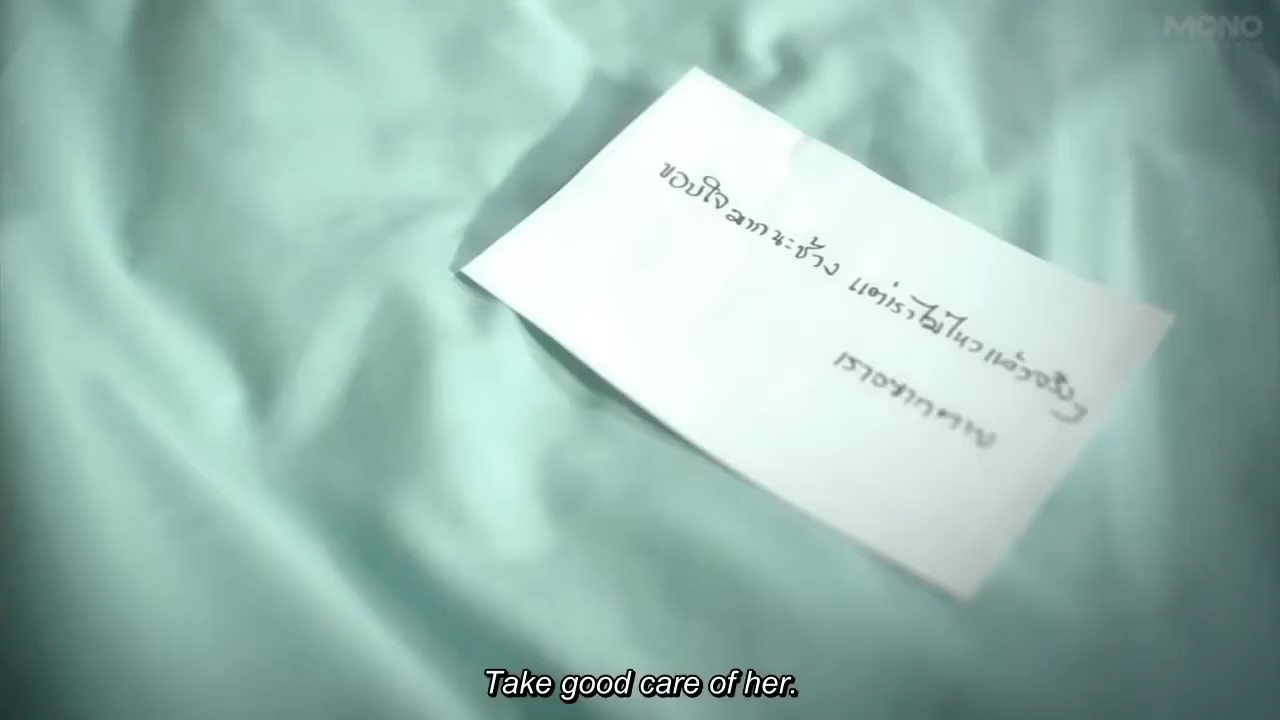 MONO
ขอบใจมากนะช้าง แต่เราไม่ไหวแล้วจริงๆ
เราอยากตาย
Take good care of her.